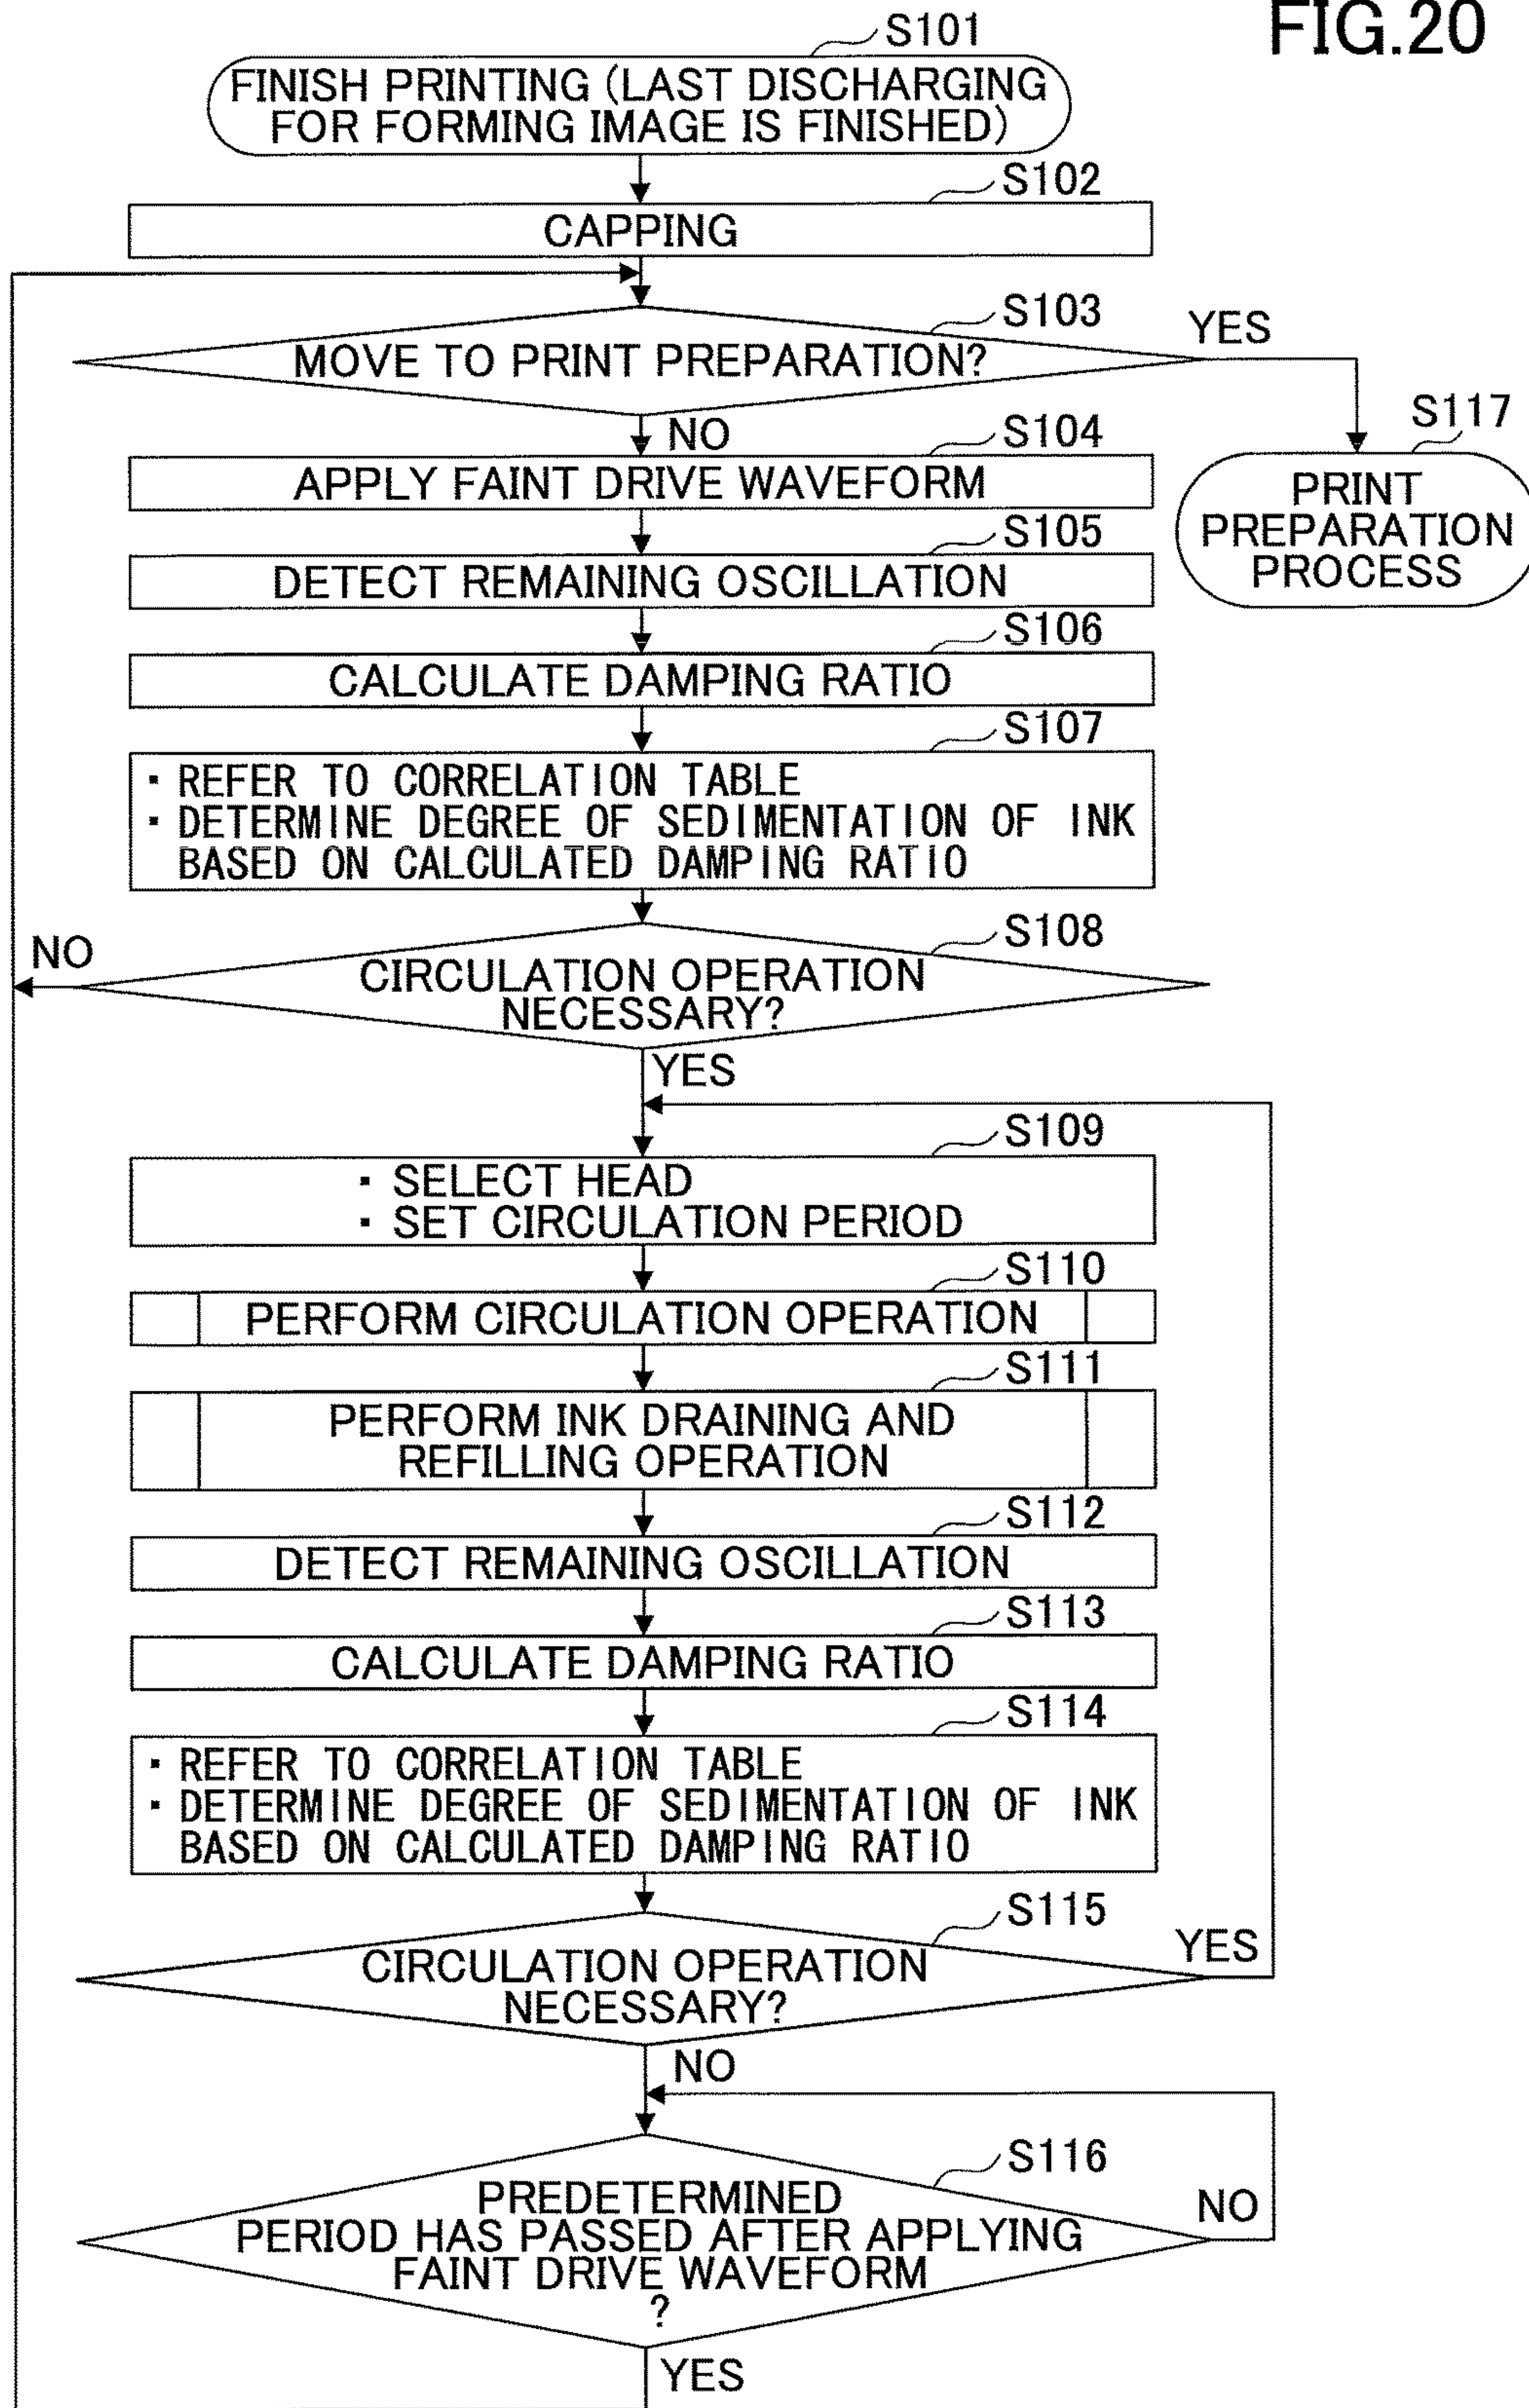 FIG.20
S101
FINISH PRINTING (LAST DISCHARGING
FOR FORMING IMAGE IS FINISHED)
S102
CAPPING
S103
MOVE TO PRINT PREPARATION?
YES
NO
S117
PRINT
PREPARATION
PROCESS
S104
APPLY FAINT DRIVE WAVEFORM
S105
DETECT REMAINING OSCILLATION
S106
CALCULATE DAMPING RATIO
S107
· REFER TO CORRELATION TABLE
· DETERMINE DEGREE OF SEDIMENTATION OF INK
BASED ON CALCULATED DAMPING RATIO
S108
NO
CIRCULATION OPERATION
NECESSARY?
YES
S109
· SELECT HEAD
· SET CIRCULATION PERIOD
S110
PERFORM CIRCULATION OPERATION
S111
PERFORM INK DRAINING AND
REFILLING OPERATION
S112
DETECT REMAINING OSCILLATION
S113
CALCULATE DAMPING RATIO
S114
· REFER TO CORRELATION TABLE
· DETERMINE DEGREE OF SEDIMENTATION OF INK
BASED ON CALCULATED DAMPING RATIO
S115
YES
CIRCULATION OPERATION
NECESSARY?
NO
S116
PREDETERMINED
PERIOD HAS PASSED AFTER APPLYING
FAINT DRIVE WAVEFORM
?
NO
YES